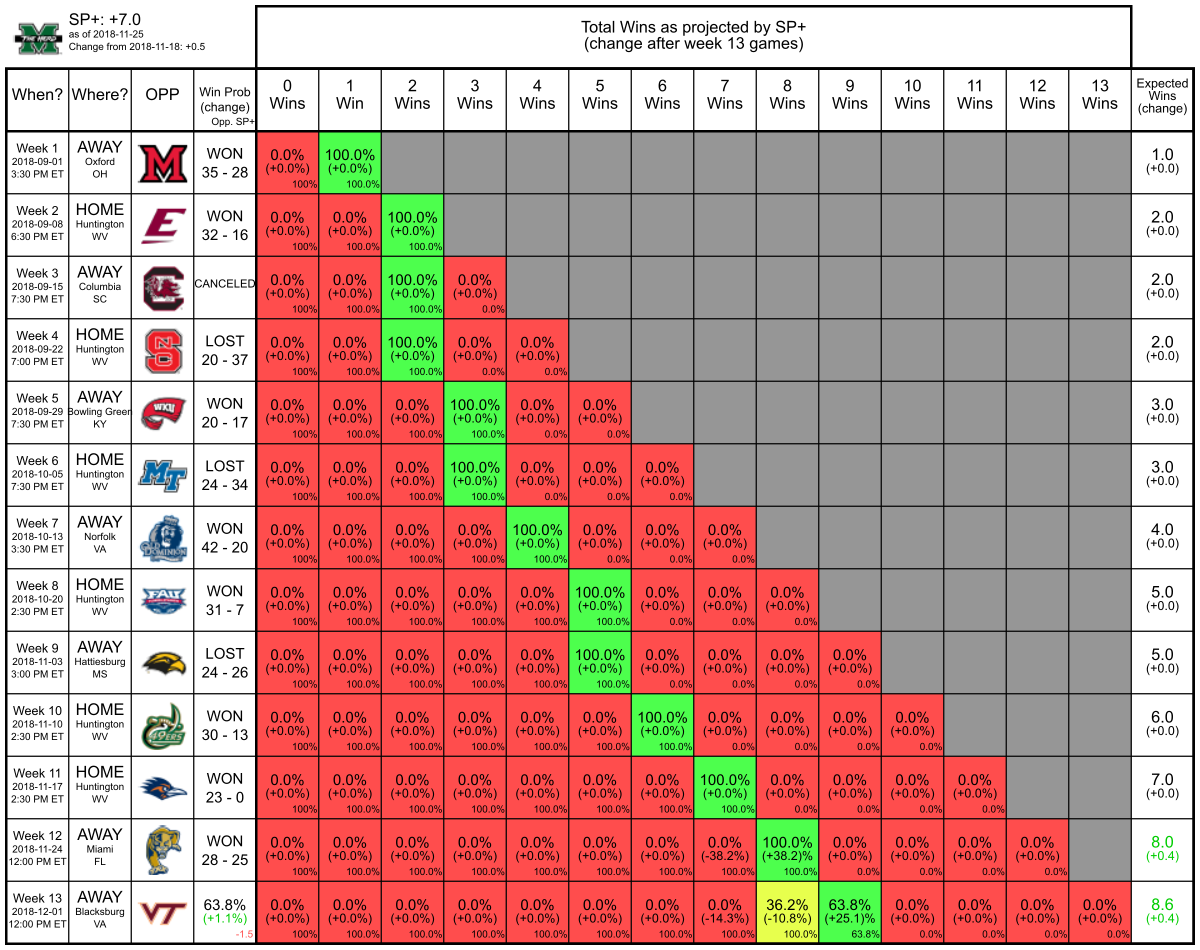 SP+: +7.0
as of 2018-11-25
Change from 2018-11-18: +0.5
THE HERD
Total Wins as projected by SP+
(change after week 13 games)
When? Where? OPP Win Prob (change) Opp. SP+ 0 Wins 1 Win 2 Wins 3 Wins 4 Wins 5 Wins 6 Wins 7 Wins 8 Wins 9 Wins 10 Wins 11 Wins 12 Wins 13 Wins Expected Wins (change)
Week 1 AWAY WON 0.0% 100.0% 1.0
2018-09-01 Oxford M (+0.0%) (+0.0%) (+0.0)
3:30 PM ET OH 35 - 28 100% 100.0%
Week 2 HOME WON 0.0% 0.0% 100.0% 2.0
2018-09-08 Huntington E (+0.0%) (+0.0%) (+0.0%) (+0.0)
6:30 PM ET WV 32 - 16 100% 100.0% 100.0%
Week 3 AWAY CANCELED 0.0% 0.0% 100.0% 0.0% 2.0
2018-09-15 Columbia C (+0.0%) (+0.0%) (+0.0%) (+0.0%) (+0.0)
7:30 PM ET SC 100% 100.0% 100.0% 0.0%
Week 4 HOME LOST 0.0% 0.0% 100.0% 0.0% 0.0% 2.0
2018-09-22 Huntington NCS (+0.0%) (+0.0%) (+0.0%) (+0.0%) (+0.0%) (+0.0)
7:00 PM ET WV 20 - 37 100% 100.0% 100.0% 0.0% 0.0%
Week 5 AWAY WON 0.0% 0.0% 0.0% 100.0% 0.0% 0.0% 3.0
2018-09-29 Bowling Green WKU (+0.0%) (+0.0%) (+0.0%) (+0.0%) (+0.0%) (+0.0%) (+0.0)
7:30 PM ET KY 20 - 17 100% 100.0% 100.0% 100.0% 0.0% 0.0%
Week 6 HOME LOST 0.0% 0.0% 0.0% 100.0% 0.0% 0.0% 0.0% 3.0
2018-10-05 Huntington MT (+0.0%) (+0.0%) (+0.0%) (+0.0%) (+0.0%) (+0.0%) (+0.0%) (+0.0)
7:30 PM ET WV 24 - 34 100% 100.0% 100.0% 100.0% 0.0% 0.0% 0.0%
Week 7 AWAY WON 0.0% 0.0% 0.0% 0.0% 100.0% 0.0% 0.0% 0.0% 4.0
2018-10-13 Norfolk OLD DOMINION (+0.0%) (+0.0%) (+0.0%) (+0.0%) (+0.0%) (+0.0%) (+0.0%) (+0.0%) (+0.0)
3:30 PM ET VA 42 - 20 100% 100.0% 100.0% 100.0% 100.0% 0.0% 0.0% 0.0%
Week 8 HOME WON 0.0% 0.0% 0.0% 0.0% 0.0% 100.0% 0.0% 0.0% 0.0% 5.0
2018-10-20 Huntington FAU (+0.0%) (+0.0%) (+0.0%) (+0.0%) (+0.0%) (+0.0%) (+0.0%) (+0.0%) (+0.0%) (+0.0)
2:30 PM ET WV 31 - 7 100% 100.0% 100.0% 100.0% 100.0% 100.0% 0.0% 0.0% 0.0%
Week 9 AWAY LOST 0.0% 0.0% 0.0% 0.0% 0.0% 100.0% 0.0% 0.0% 0.0% 0.0% 5.0
2018-11-03 Hattiesburg (+0.0%) (+0.0%) (+0.0%) (+0.0%) (+0.0%) (+0.0%) (+0.0%) (+0.0%) (+0.0%) (+0.0%) (+0.0)
3:00 PM ET MS 24 - 26 100% 100.0% 100.0% 100.0% 100.0% 100.0% 0.0% 0.0% 0.0% 0.0%
Week 10 HOME WON 0.0% 0.0% 0.0% 0.0% 0.0% 0.0% 100.0% 0.0% 0.0% 0.0% 0.0% 6.0
2018-11-10 Huntington 49ERS (+0.0%) (+0.0%) (+0.0%) (+0.0%) (+0.0%) (+0.0%) (+0.0%) (+0.0%) (+0.0%) (+0.0%) (+0.0%) (+0.0)
2:30 PM ET WV 30 - 13 100% 100.0% 100.0% 100.0% 100.0% 100.0% 100.0% 0.0% 0.0% 0.0% 0.0%
Week 11 HOME WON 0.0% 0.0% 0.0% 0.0% 0.0% 0.0% 0.0% 100.0% 0.0% 0.0% 0.0% 0.0% 7.0
2018-11-17 Huntington (+0.0%) (+0.0%) (+0.0%) (+0.0%) (+0.0%) (+0.0%) (+0.0%) (+0.0%) (+0.0%) (+0.0%) (+0.0%) (+0.0%) (+0.0)
2:30 PM ET WV 23 - 0 100% 100.0% 100.0% 100.0% 100.0% 100.0% 100.0% 100.0% 0.0% 0.0% 0.0% 0.0%
Week 12 AWAY WON 0.0% 0.0% 0.0% 0.0% 0.0% 0.0% 0.0% 0.0% 100.0% 0.0% 0.0% 0.0% 0.0% 8.0
2018-11-24 Miami (+0.0%) (+0.0%) (+0.0%) (+0.0%) (+0.0%) (+0.0%) (+0.0%) (-38.2%) (+38.2)% (+0.0%) (+0.0%) (+0.0%) (+0.0%) (+0.4)
12:00 PM ET FL 28 - 25 100% 100.0% 100.0% 100.0% 100.0% 100.0% 100.0% 100.0% 100.0% 0.0% 0.0% 0.0% 0.0%
Week 13 AWAY 63.8% 0.0% 0.0% 0.0% 0.0% 0.0% 0.0% 0.0% 0.0% 36.2% 63.8% 0.0% 0.0% 0.0% 0.0% 8.6
2018-12-01 Blacksburg VT (+1.1%) (+0.0%) (+0.0%) (+0.0%) (+0.0%) (+0.0%) (+0.0%) (+0.0%) (-14.3%) (-10.8%) (+25.1)% (+0.0%) (+0.0%) (+0.0%) (+0.0%) (+0.4)
12:00 PM ET VA -1.5 100% 100.0% 100.0% 100.0% 100.0% 100.0% 100.0% 100.0% 100.0% 63.8% 0.0% 0.0% 0.0% 0.0%